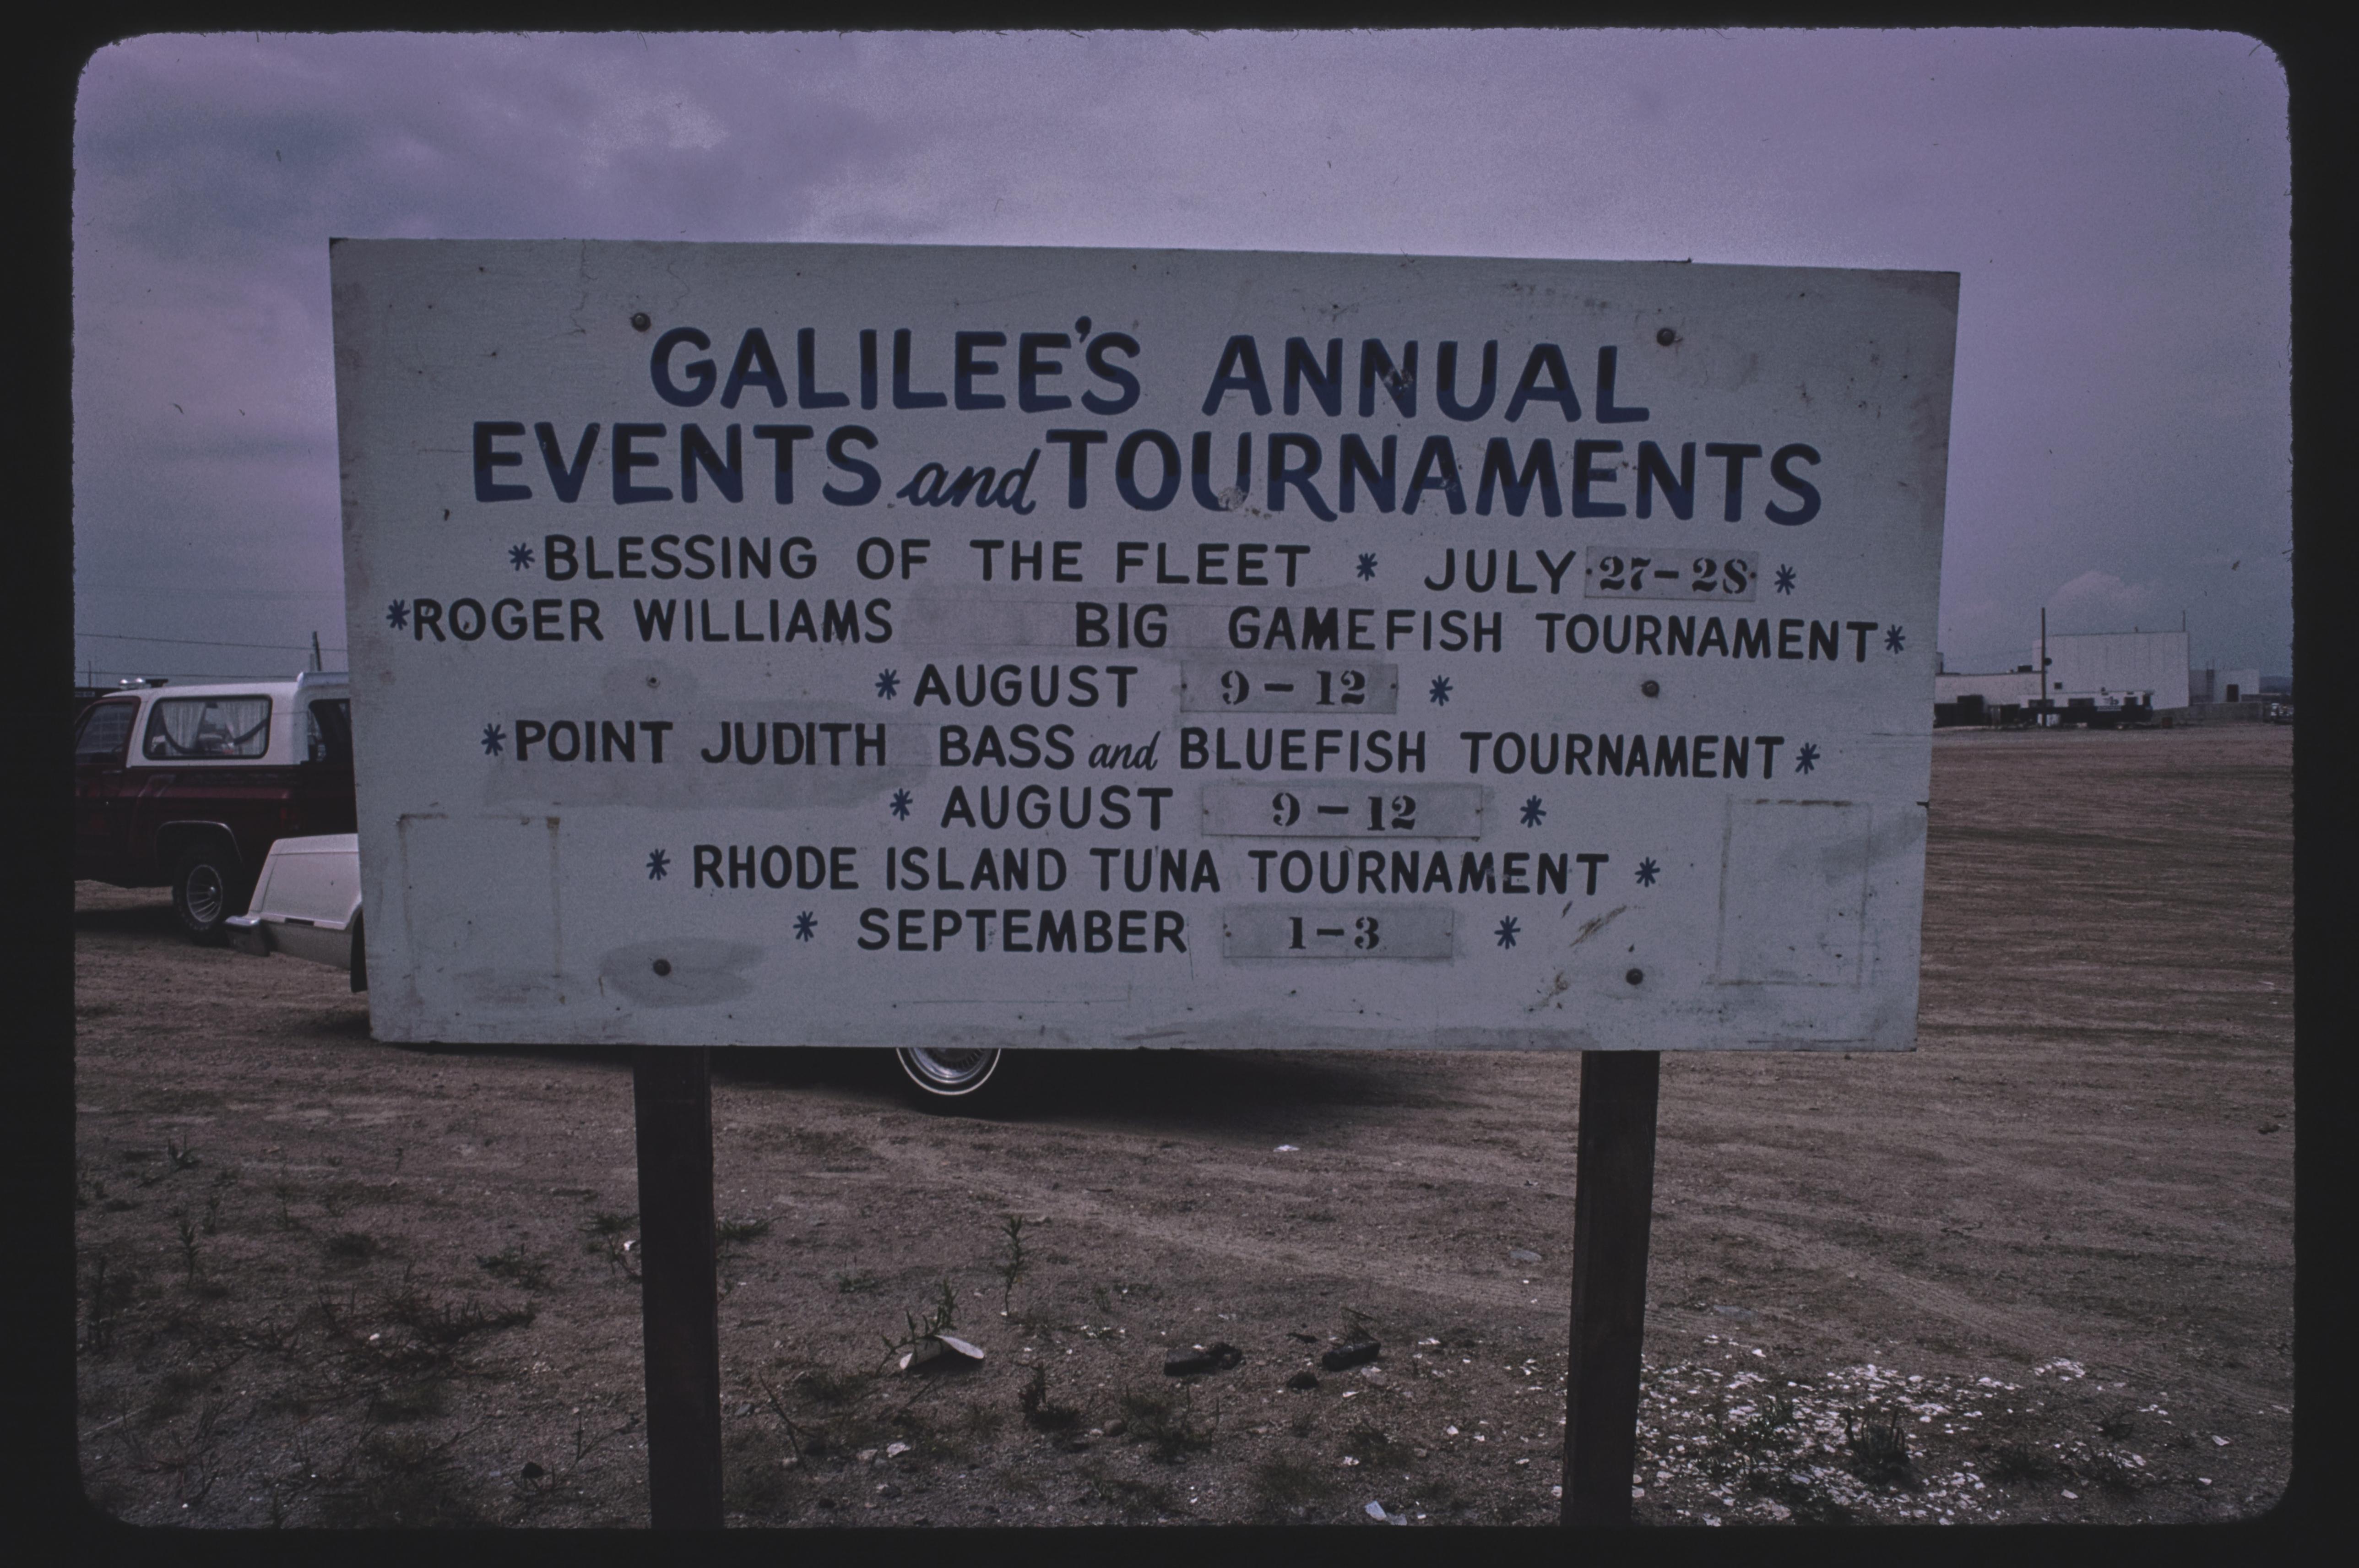 GALILEE'S ANNUAL
EVENTS and TOURNAMENTS
*BLESSING OF THE FLEET * JULY 27-28 *
*ROGER WILLIAMS BIG GAMEFISH TOURNAMENT*
*AUGUST 9-12 *
*POINT JUDITH BASS and BLUEFISH TOURNAMENT*
* AUGUST 9-12 *
* RHODE ISLAND TUNA TOURNAMENT *
* SEPTEMBER 1-3 *